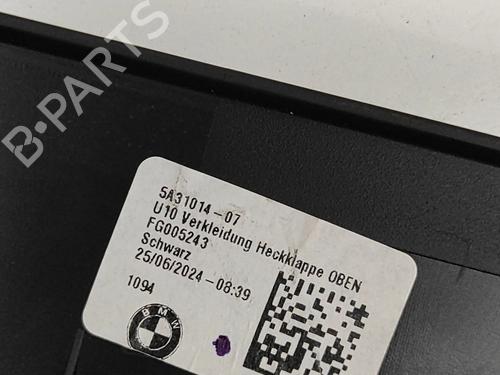 B-PARTS
5A31014-07
U10 Verkleidung Heckklappe OBEN
FG005243
Schwarz
25/06/2024-08:39
1094
BMW